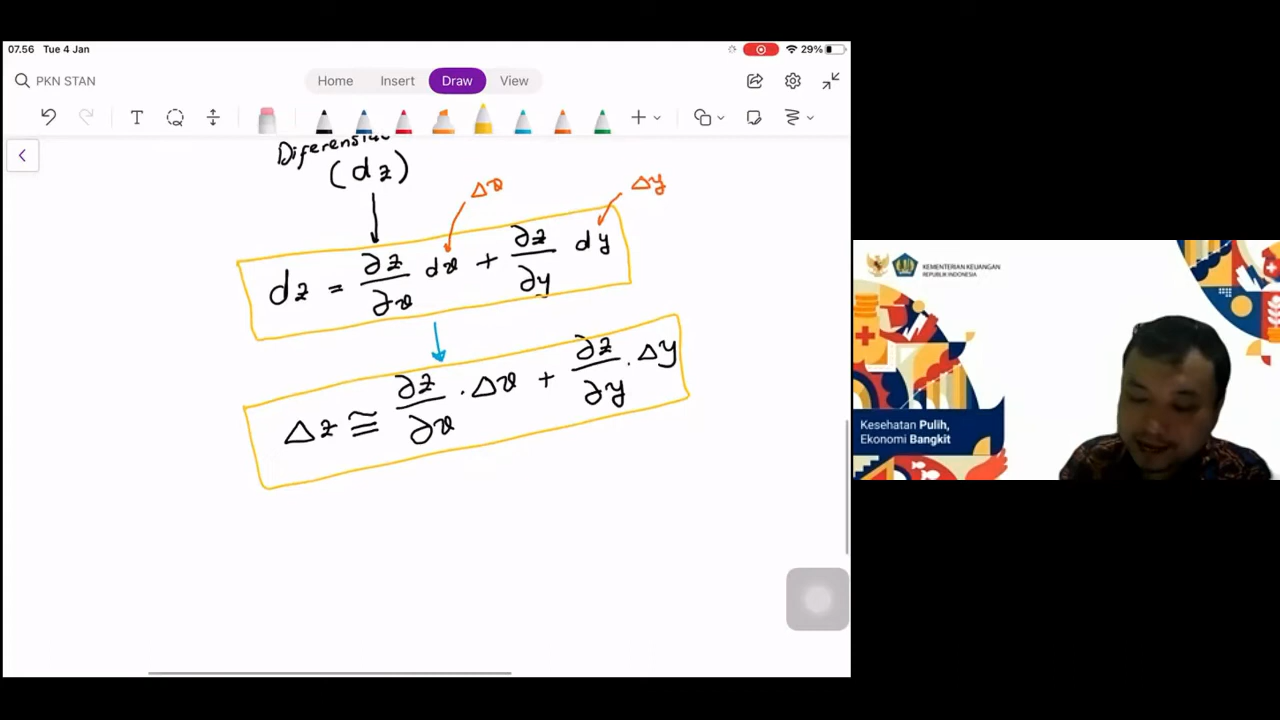 07.56 Tue 4 Jan
29%
PKN STAN
Home Insert Draw View
T
Diferensial
(dz)
Δx Δy
dz = ∂z/∂x dx + ∂z/∂y dy
Δz ≅ ∂z/∂x . Δx + ∂z/∂y . Δy
KEMENTERIAN KEUANGAN
REPUBLIK INDONESIA
Kesehatan Pulih,
Ekonomi Bangkit